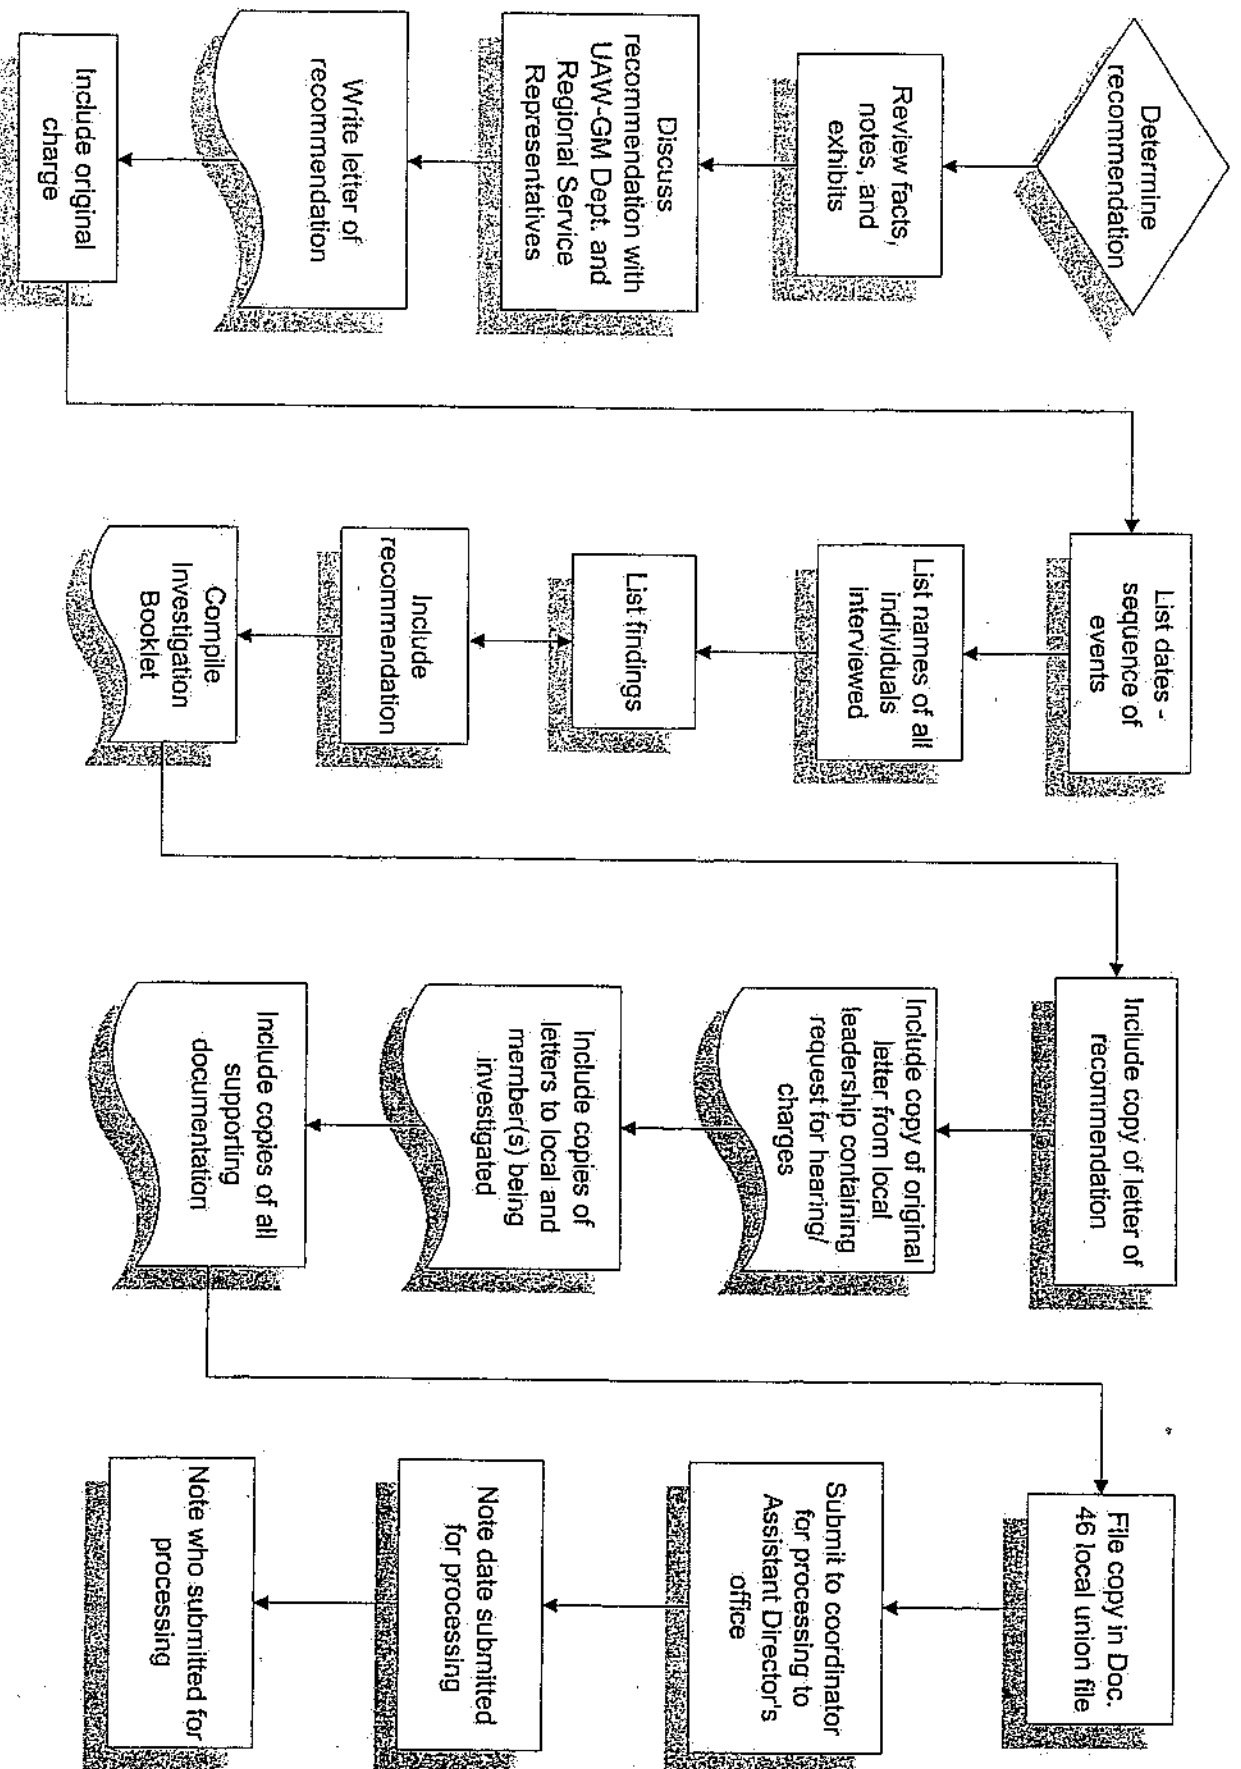 Determine
recommendation
Review facts,
notes, and
exhibits
Discuss
recommendation with
UAW-GM Dept. and
Regional Service
Representatives
Write letter of
recommendation
Include original
charge
List dates -
sequence of
events
List names of all
individuals
interviewed
List findings
Include
recommendation
Compile
Investigation
Booklet
Include copy of letter of
recommendation
Include copy of original
letter from local
leadership containing
request for hearing/
charges
Include copies of
letters to local and
member(s) being
investigated
Include copies of all
supporting
documentation
File copy in Doc.
46 local union file
Submit to coordinator
for processing to
Assistant Director's
office
Note date submitted
for processing
Note who submitted for
processing